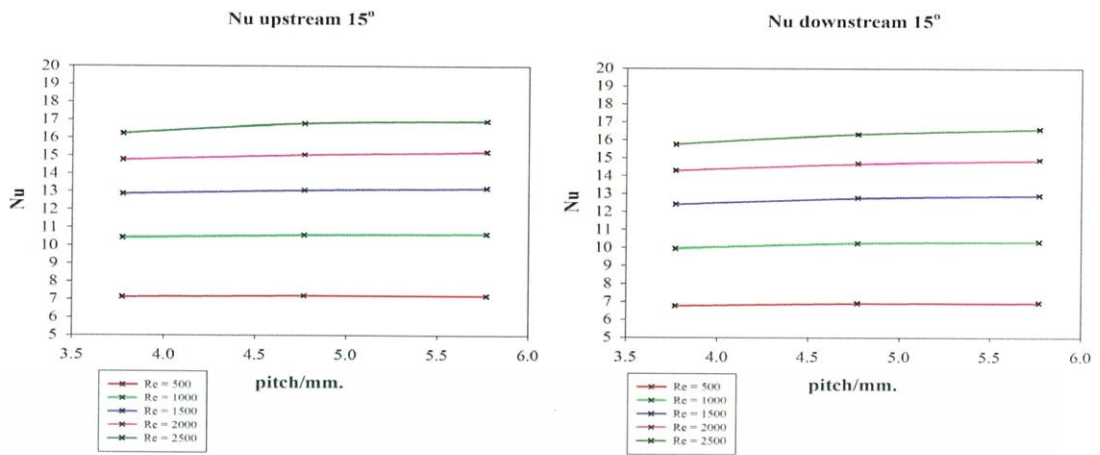 Nu upstream 15°
20
19
18
17
16
15
14
13
12
11
10
9
8
7
6
5
Nu
3.5 4.0 4.5 5.0 5.5 6.0
pitch/mm.
Re = 500
Re = 1000
Re = 1500
Re = 2000
Re = 2500
Nu downstream 15°
20
19
18
17
16
15
14
13
12
11
10
9
8
7
6
5
Nu
3.5 4.0 4.5 5.0 5.5 6.0
pitch/mm.
Re = 500
Re = 1000
Re = 1500
Re = 2000
Re = 2500